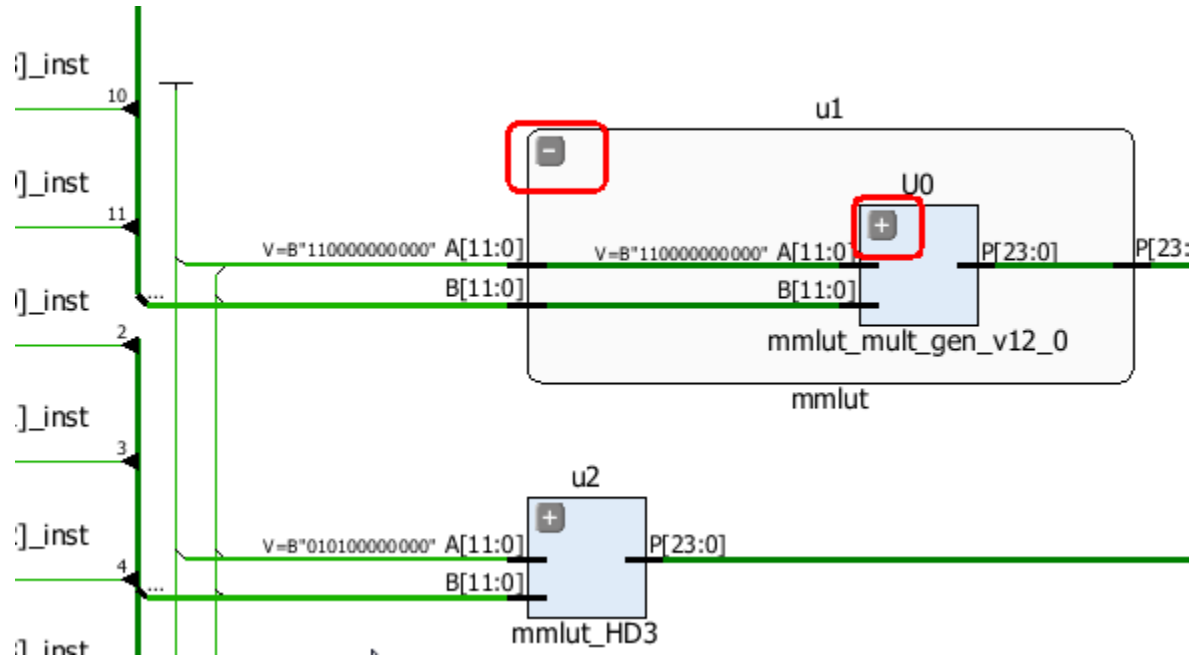 ]_inst
10
u1
−
U0
]_inst
11
+
V=B"110000000000" A[11:0] V=B"110000000000" A[11:0] P[23:0] P[23:
B[11:0] B[11:0]
...
]_inst
2
mmlut_mult_gen_v12_0
mmlut
]_inst
3
u2
+
]_inst
V=B"010100000000" A[11:0] P[23:0]
4
...
B[11:0]
mmlut_HD3
]_inst